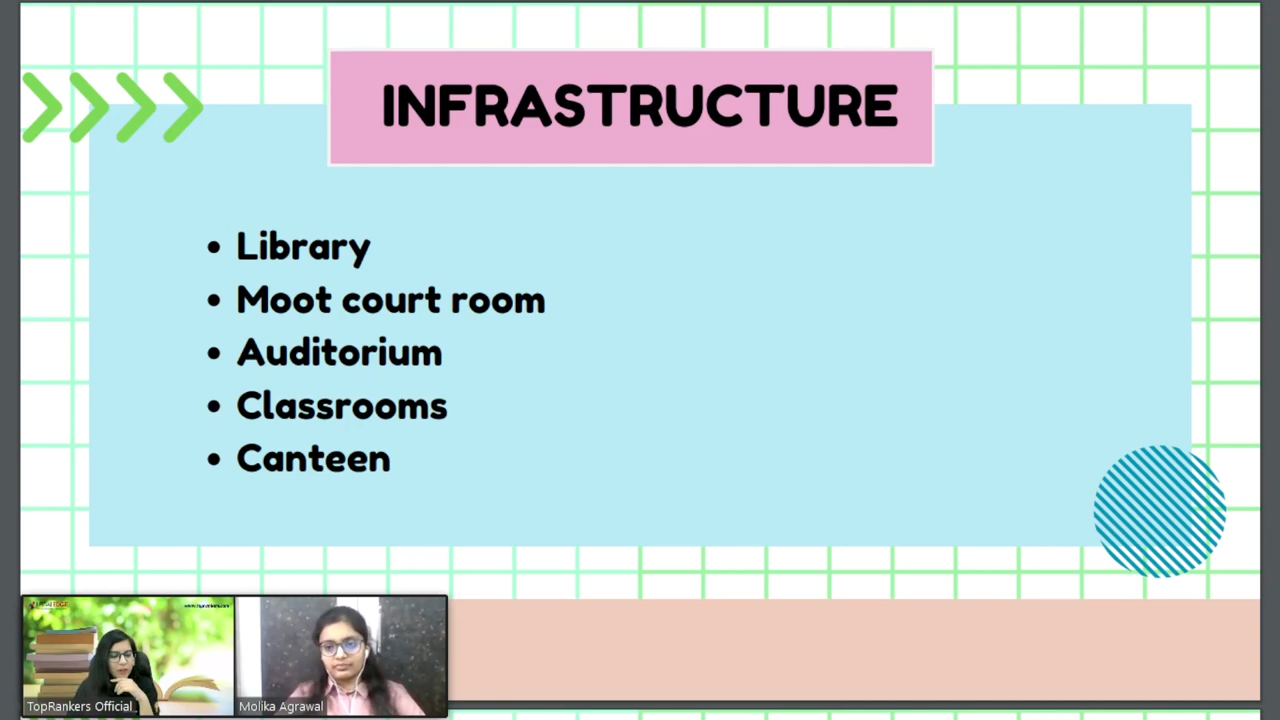 INFRASTRUCTURE
• Library
• Moot court room
• Auditorium
• Classrooms
• Canteen
TopRankers Official
Molika Agrawal